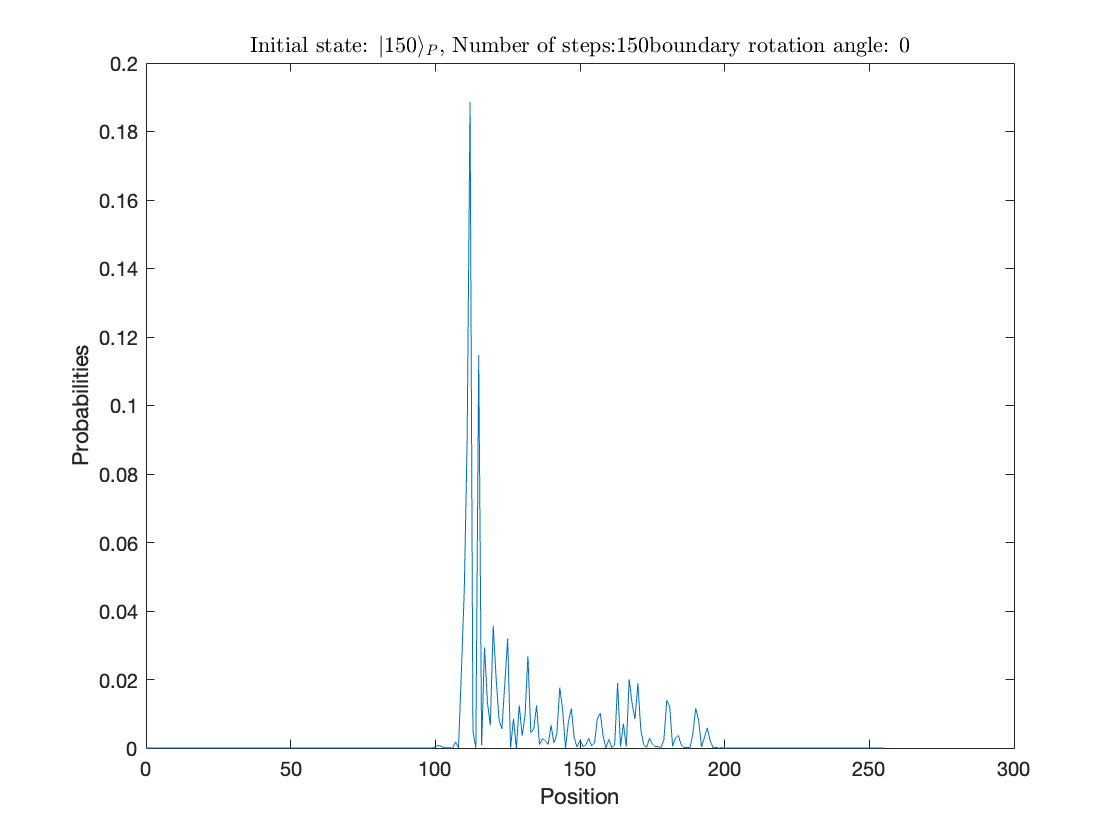 Initial state: |150⟩P, Number of steps:150boundary rotation angle: 0
0.2
0.18
0.16
0.14
0.12
0.1
0.08
0.06
0.04
0.02
0
Probabilities
0 50 100 150 200 250 300
Position